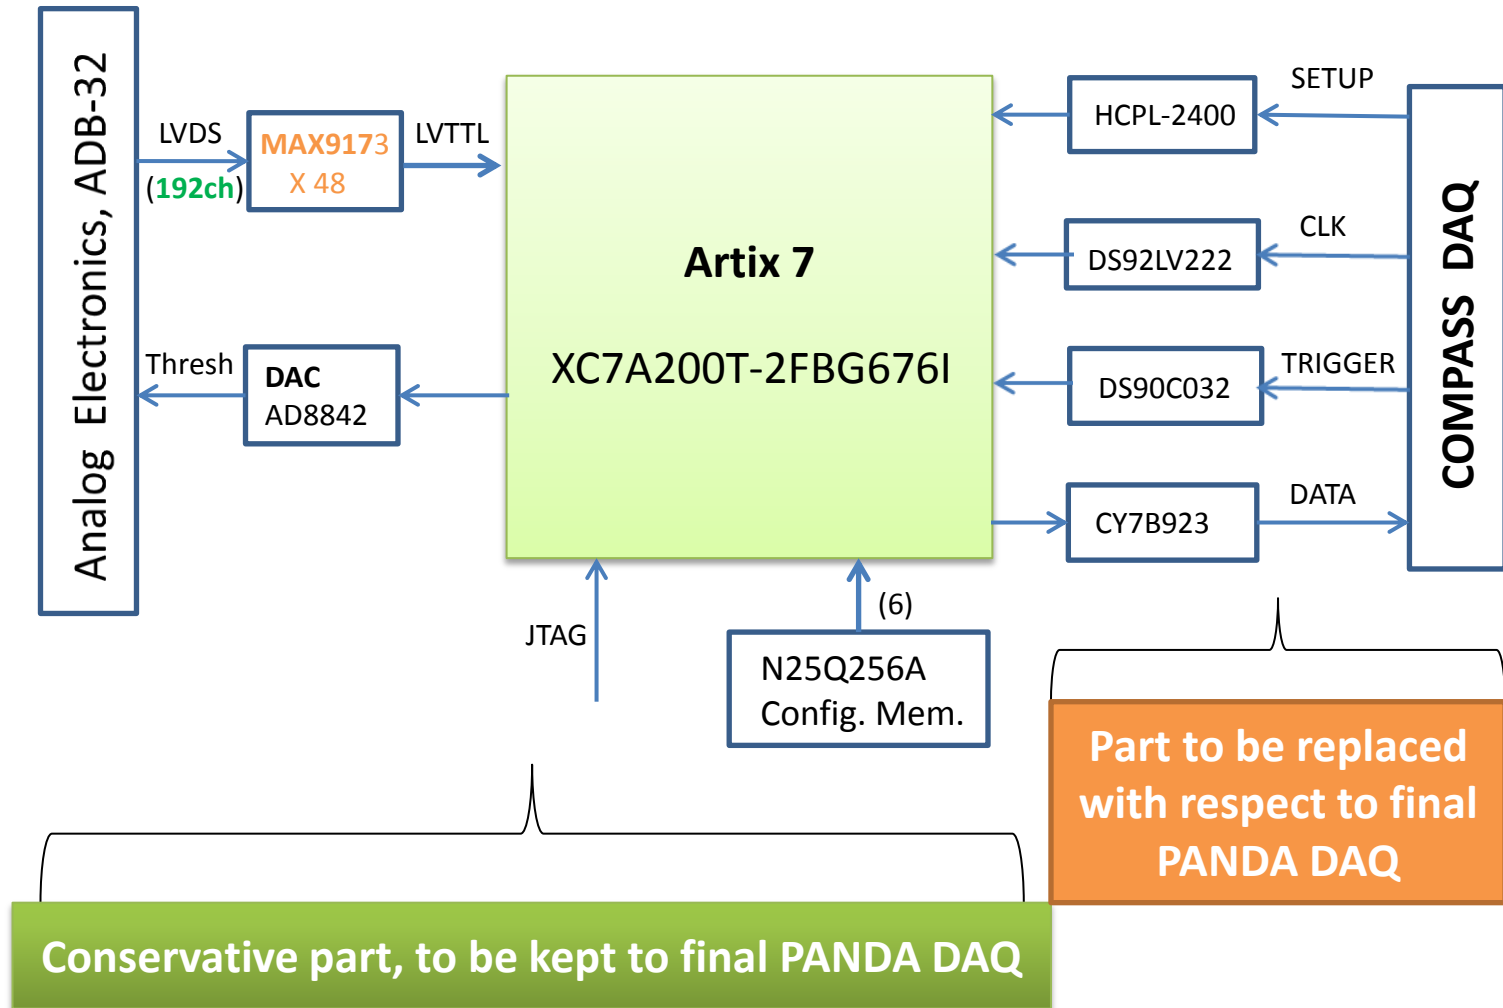 Analog Electronics, ADB-32
LVDS
(192ch)
MAX9173
X 48
LVTTL
Thresh
DAC
AD8842
Artix 7
XC7A200T-2FBG676I
HCPL-2400
SETUP
DS92LV222
CLK
DS90C032
TRIGGER
CY7B923
DATA
COMPASS DAQ
JTAG
(6)
N25Q256A
Config. Mem.
Part to be replaced
with respect to final
PANDA DAQ
Conservative part, to be kept to final PANDA DAQ